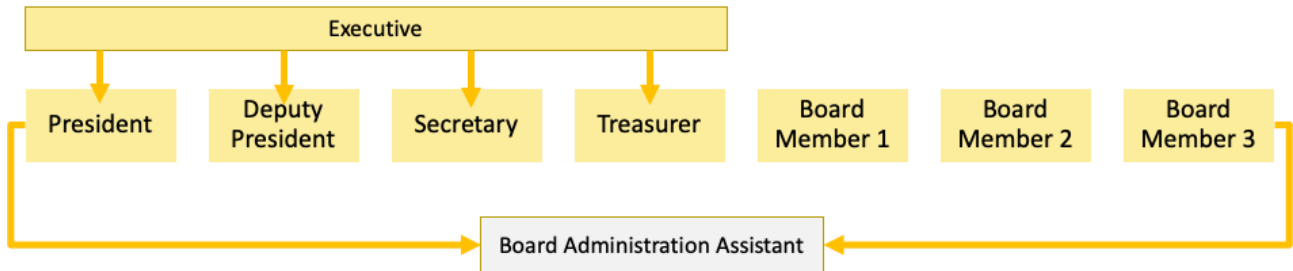 Executive
President
Deputy
President
Secretary
Treasurer
Board
Member 1
Board
Member 2
Board
Member 3
Board Administration Assistant